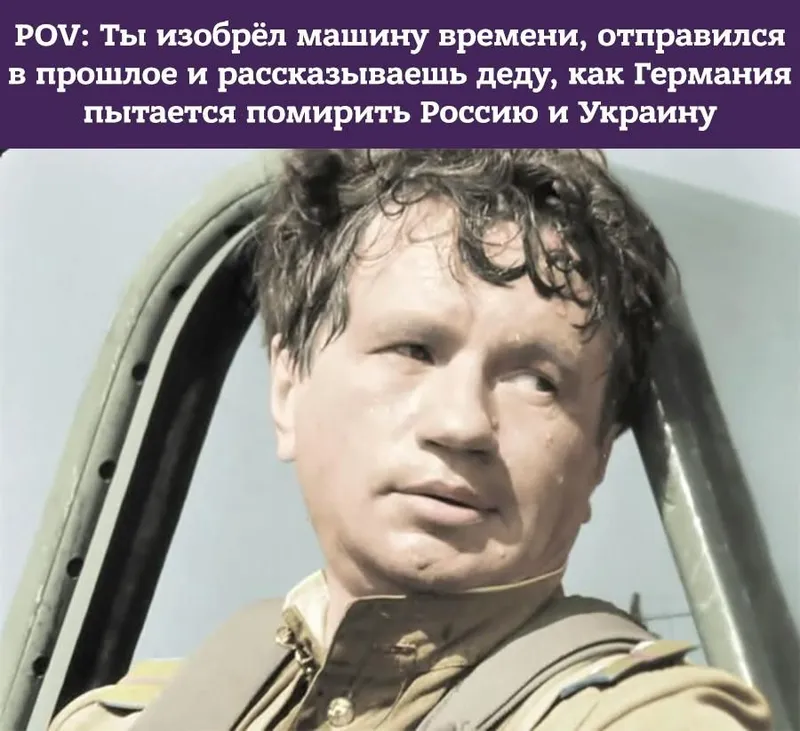 POV: Ты изобрёл машину времени, отправился
в прошлое и рассказываешь деду, как Германия
пытается помирить Россию и Украину